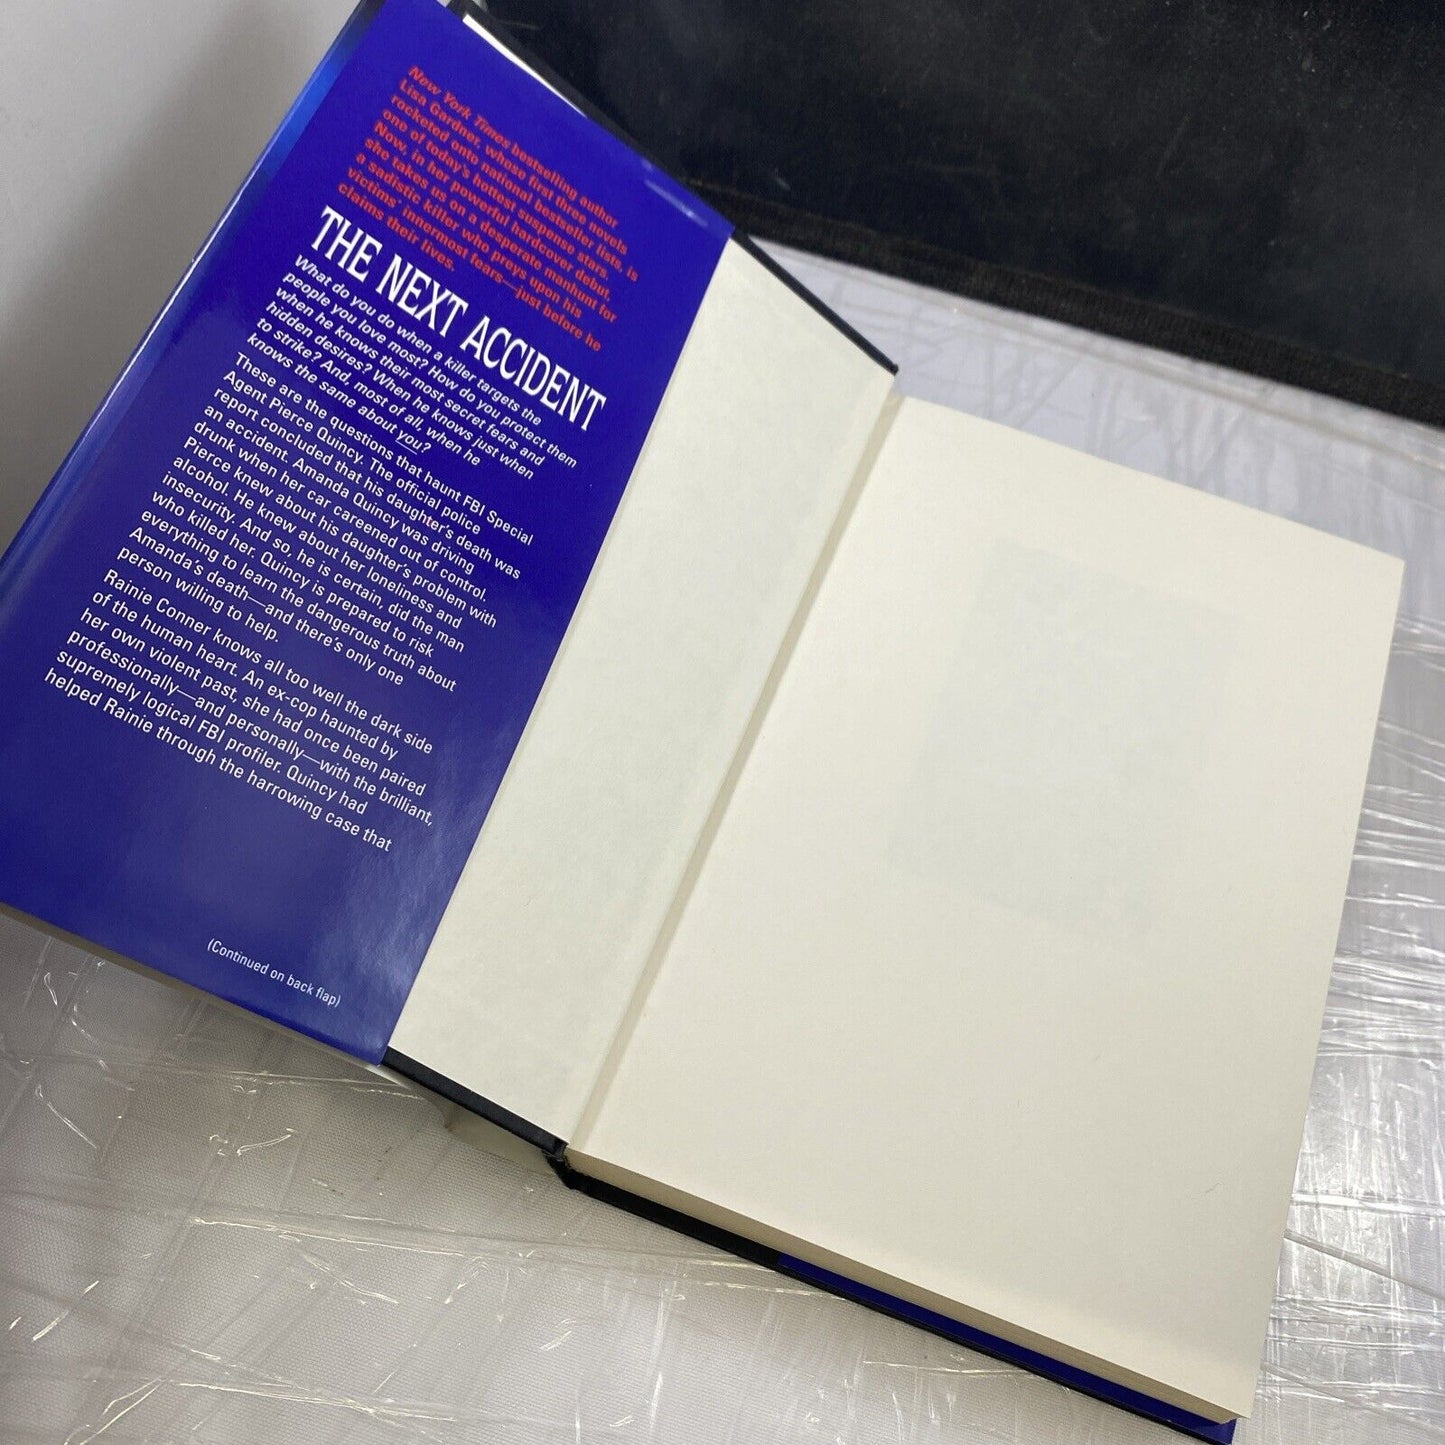 New York Times bestselling author
Lisa Gardner, whose first three novels
rocketed onto national bestseller lists, is
one of today's hottest suspense stars.
Now, in her powerful hardcover debut,
she takes us on a desperate manhunt for
a sadistic killer who preys upon his
victims' innermost fears—just before he
claims their lives.
THE NEXT ACCIDENT
What do you do when a killer targets the
people you love most? How do you protect them
when he knows their most secret fears and
hidden desires? When he knows just when
to strike? And, most of all, when he
knows the same about you?
These are the questions that haunt FBI Special
Agent Pierce Quincy. The official police
report concluded that his daughter's death was
an accident. Amanda Quincy was driving
drunk when her car careened out of control.
Pierce knew about his daughter's problem with
alcohol. He knew about her loneliness and
insecurity. And so, he is certain, did the man
who killed her. Quincy is prepared to risk
everything to learn the dangerous truth about
Amanda's death—and there's only one
person willing to help.
Rainie Conner knows all too well the dark side
of the human heart. An ex-cop haunted by
her own violent past, she had once been paired
professionally—and personally—with the brilliant,
supremely logical FBI profiler. Quincy had
helped Rainie through the harrowing case that
(Continued on back flap)